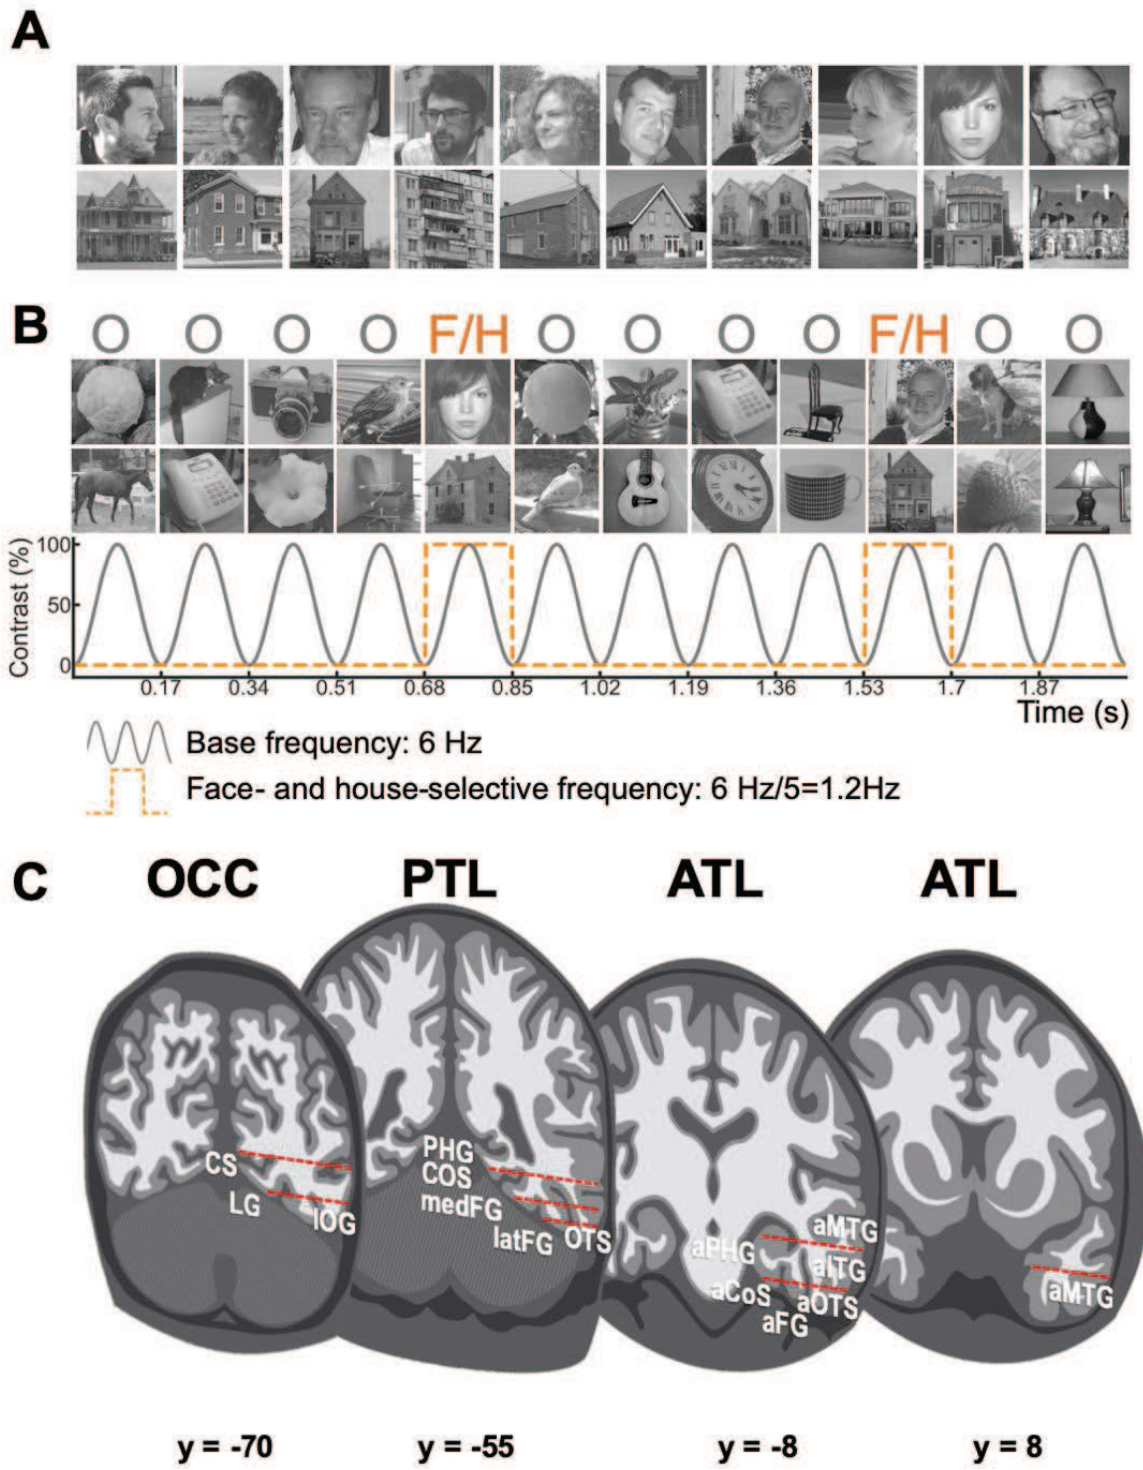 A
B
O O O O F/H O O O O F/H O O
Contrast (%)
100
50
0
0.17 0.34 0.51 0.68 0.85 1.02 1.19 1.36 1.53 1.7 1.87
Time (s)
Base frequency: 6 Hz
Face- and house-selective frequency: 6 Hz/5=1.2Hz
C
OCC PTL ATL ATL
CS
LG
IOG
PHG
COS
medFG
latFG
OTS
aPHG
aMTG
aITG
aCoS
aOTS
aFG
(aMTG
y = -70 y = -55 y = -8 y = 8